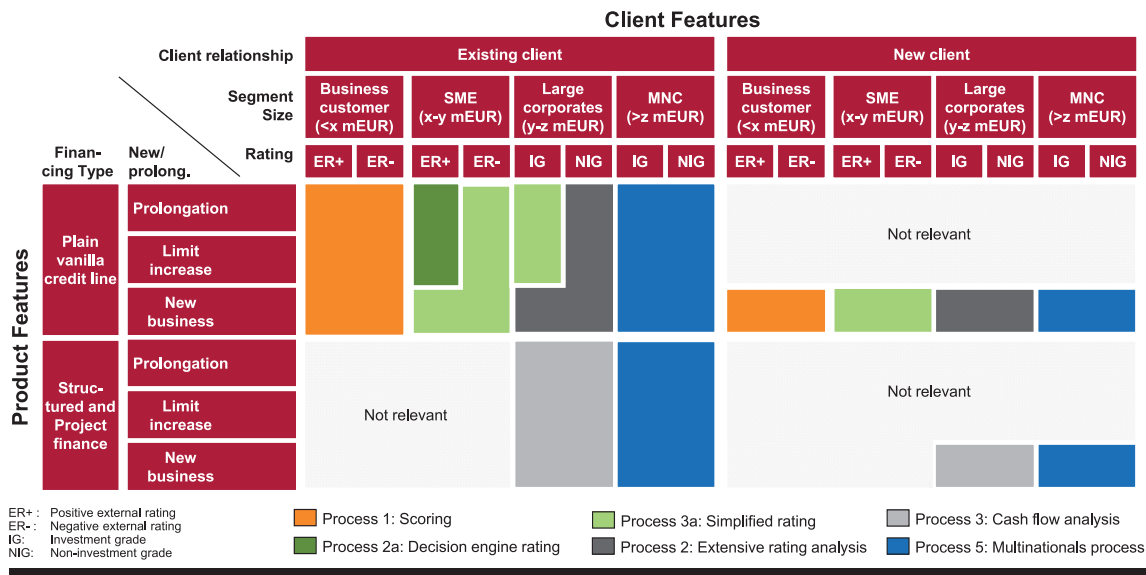 Client Features
Client relationship
Existing client
New client
Segment
Size
Business
customer
(<x mEUR)
SME
(x-y mEUR)
Large
corporates
(y-z mEUR)
MNC
(>z mEUR)
Business
customer
(<x mEUR)
SME
(x-y mEUR)
Large
corporates
(y-z mEUR)
MNC
(>z mEUR)
Rating
ER+ ER- ER+ ER- IG NIG IG NIG ER+ ER- ER+ ER- IG NIG IG NIG
Finan-
cing Type
New/
prolong.
Product Features
Plain
vanilla
credit line
Prolongation
Limit
increase
New
business
Not relevant
Struc-
tured and
Project
finance
Prolongation
Limit
increase
New
business
Not relevant
Not relevant
ER+ : Positive external rating
ER- : Negative external rating
IG: Investment grade
NIG: Non-investment grade
Process 1: Scoring
Process 2a: Decision engine rating
Process 3a: Simplified rating
Process 2: Extensive rating analysis
Process 3: Cash flow analysis
Process 5: Multinationals process